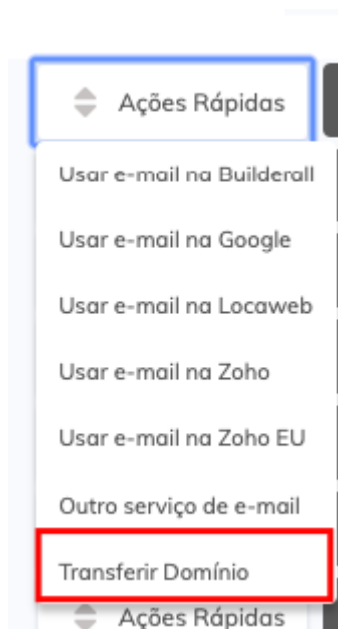 Ações Rápidas
Usar e-mail na Builderall
Usar e-mail na Google
Usar e-mail na Locaweb
Usar e-mail na Zoho
Usar e-mail na Zoho EU
Outro serviço de e-mail
Transferir Domínio
Ações Rápidas